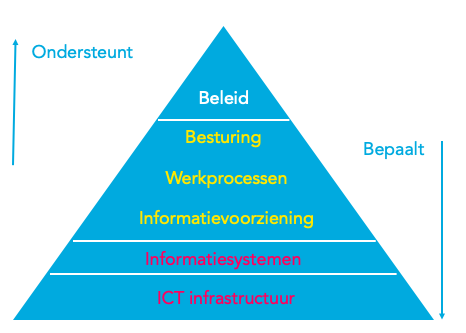 Ondersteunt
Beleid
Besturing
Bepaalt
Werkprocessen
Informatievoorziening
Informatiesystemen
ICT infrastructuur